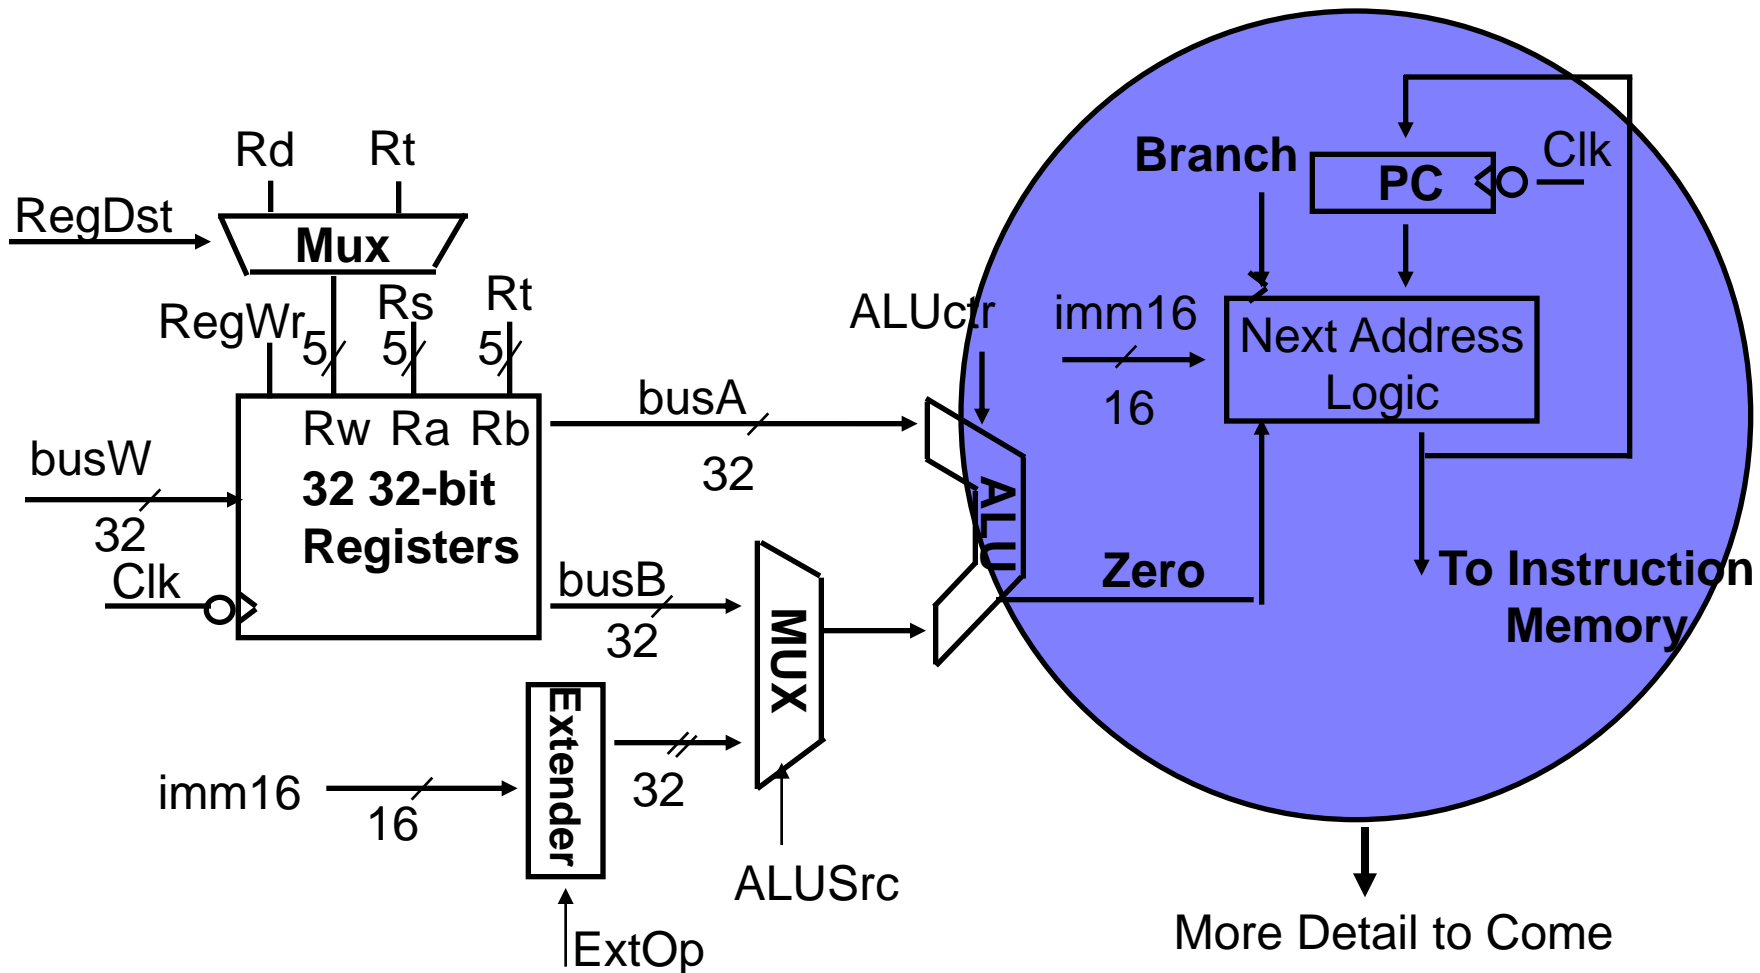 Rd
Rt
RegDst
Mux
RegWr
5
Rs
5
Rt
5
Rw Ra Rb
32 32-bit
Registers
busW
32
Clk
busA
32
busB
32
MUX
ALUSrc
Extender
imm16
16
32
ExtOp
ALUctr
ALU
Zero
Branch
PC
Clk
imm16
16
Next Address
Logic
To Instruction
Memory
More Detail to Come